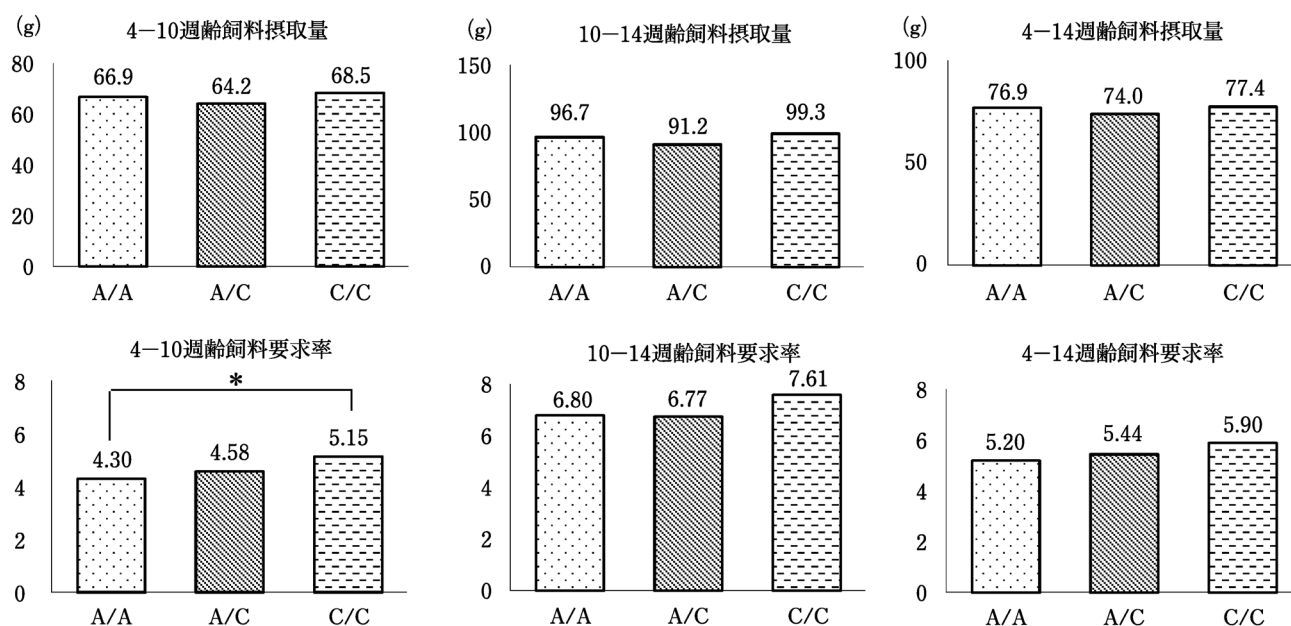 (g)
4－10週齢飼料摂取量
80
60
40
20
0
66.9
64.2
68.5
A/A
A/C
C/C
(g)
10－14週齢飼料摂取量
150
100
50
0
96.7
91.2
99.3
A/A
A/C
C/C
(g)
4－14週齢飼料摂取量
100
50
0
76.9
74.0
77.4
A/A
A/C
C/C
4－10週齢飼料要求率
8
6
4
2
0
*
4.30
4.58
5.15
A/A
A/C
C/C
10－14週齢飼料要求率
8
6
4
2
0
6.80
6.77
7.61
A/A
A/C
C/C
4－14週齢飼料要求率
8
6
4
2
0
5.20
5.44
5.90
A/A
A/C
C/C